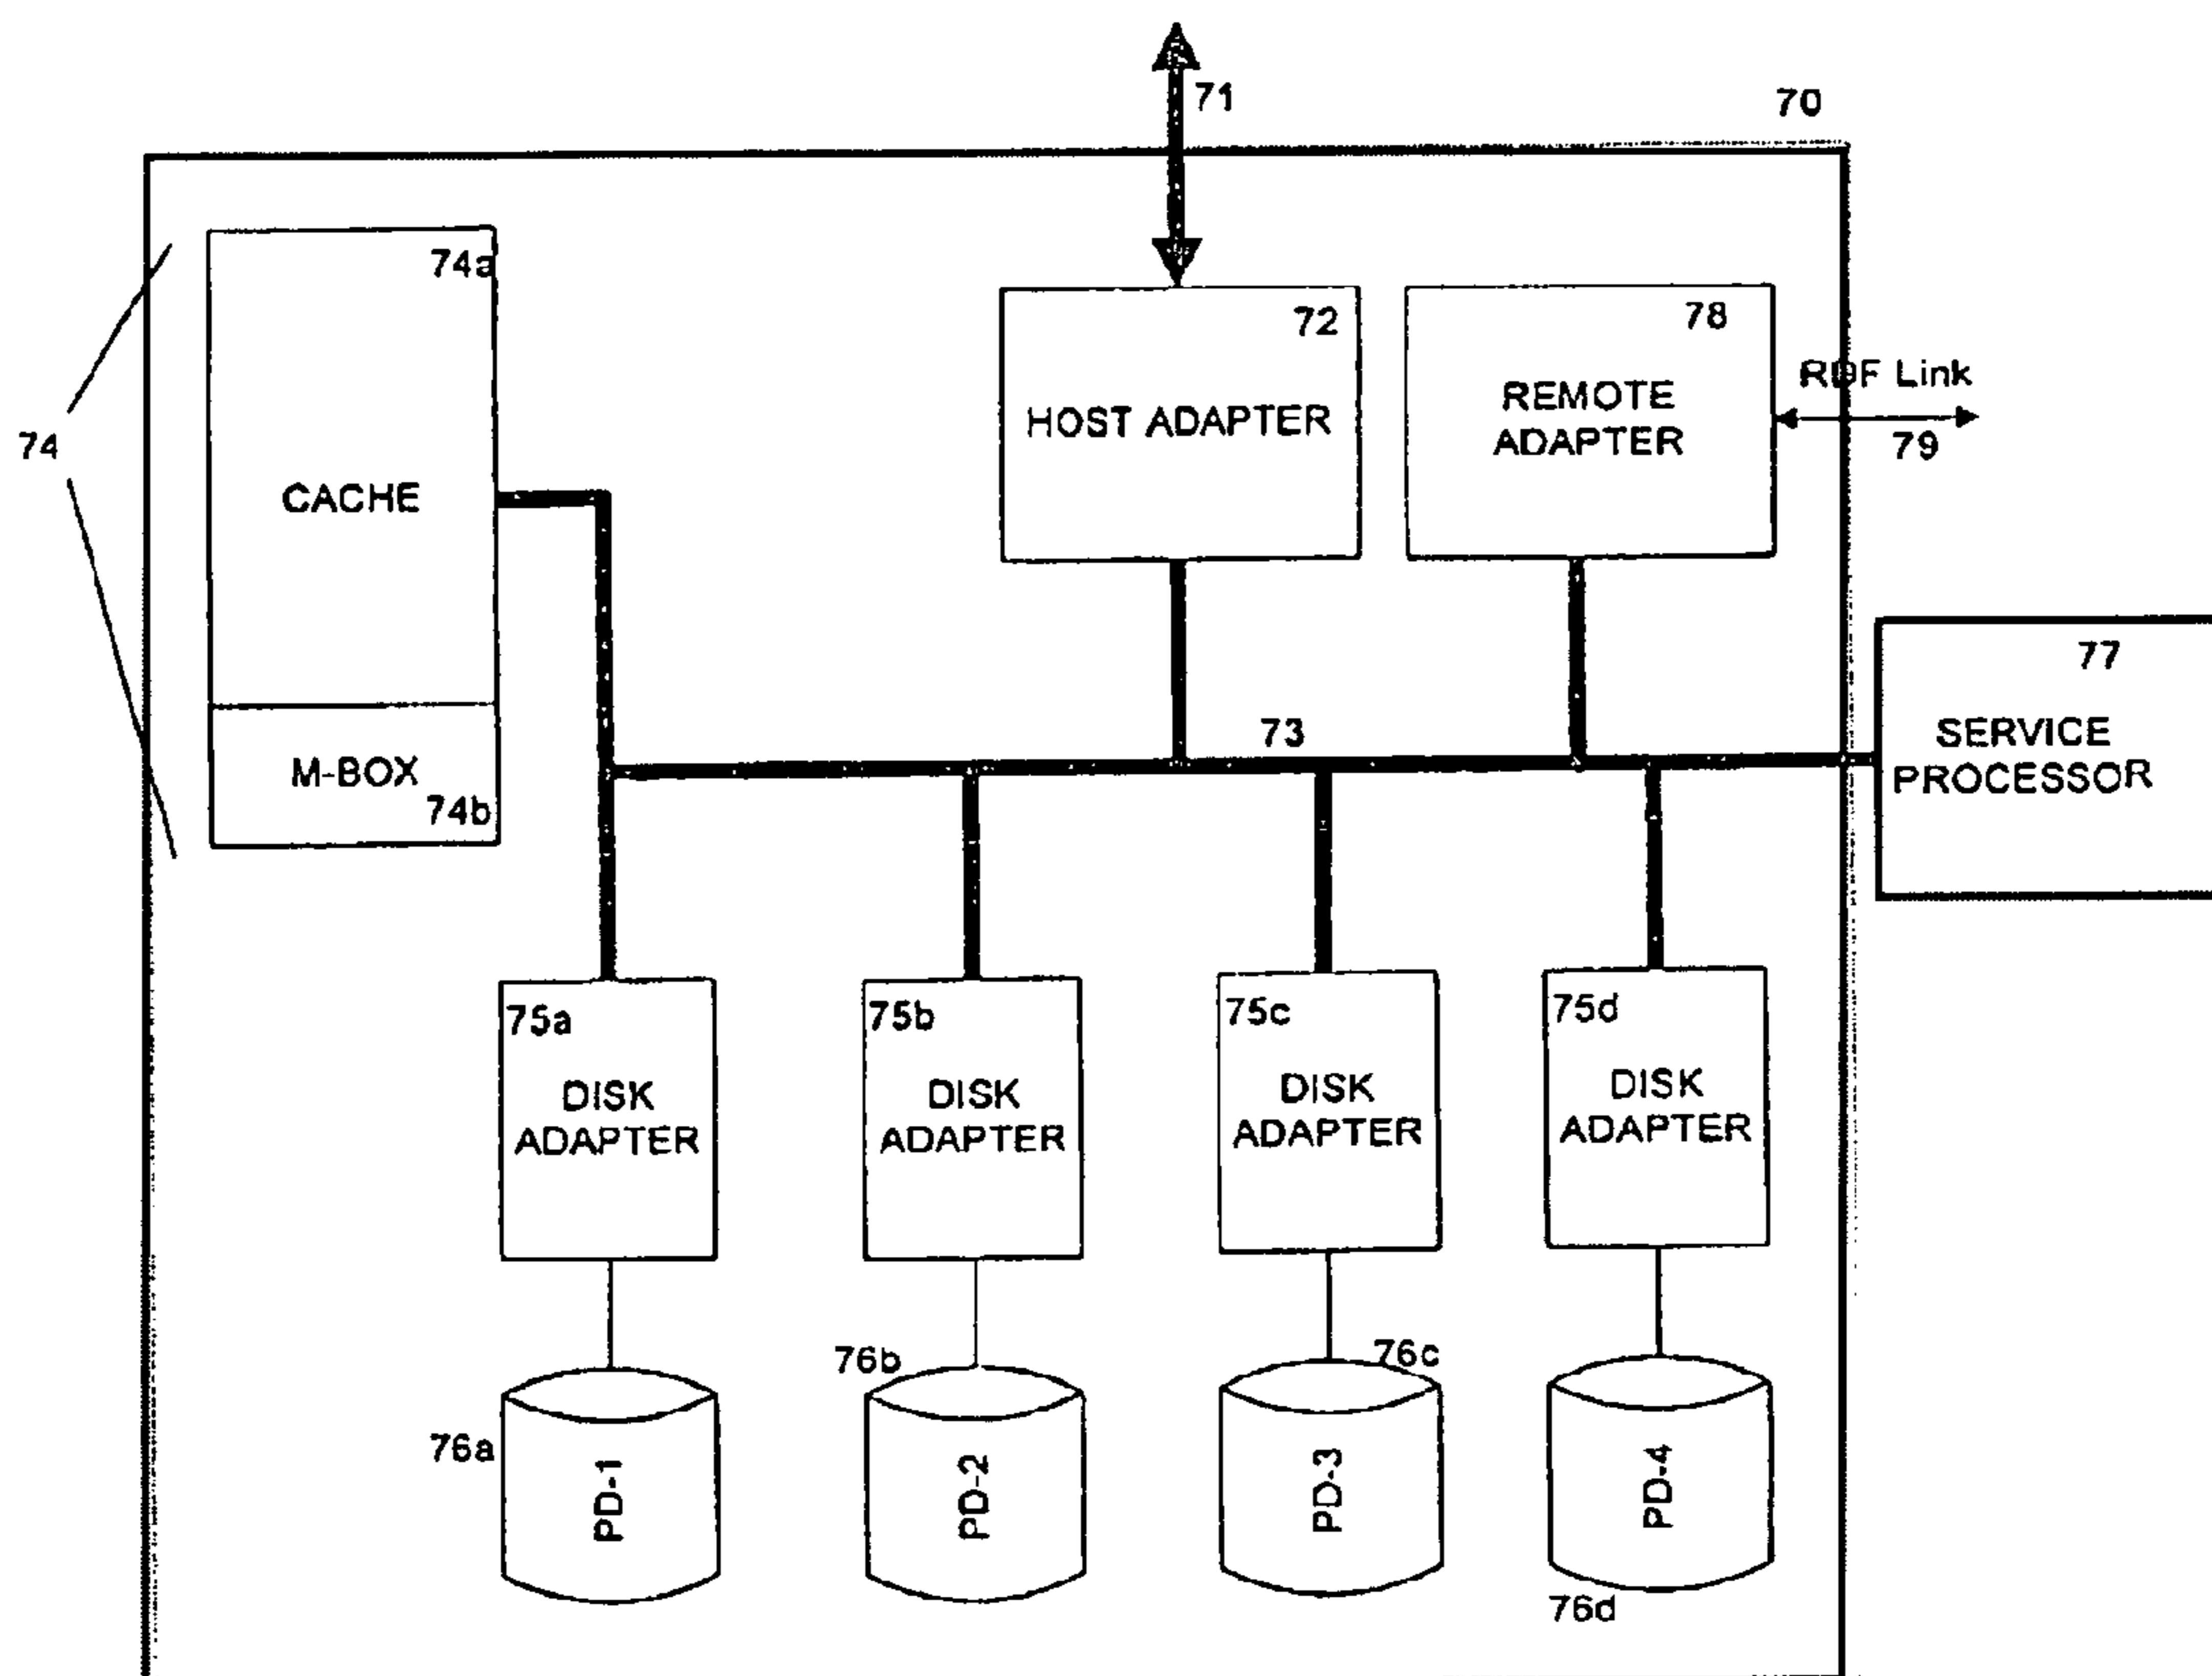 71
70
74a
72
78
RDF Link
79
HOST ADAPTER
REMOTE
ADAPTER
74
CACHE
77
SERVICE
PROCESSOR
73
M-BOX
74b
75a
DISK
ADAPTER
75b
DISK
ADAPTER
75c
DISK
ADAPTER
75d
DISK
ADAPTER
76a
PD-1
76b
PD-2
76c
PD-3
PD-4
76d